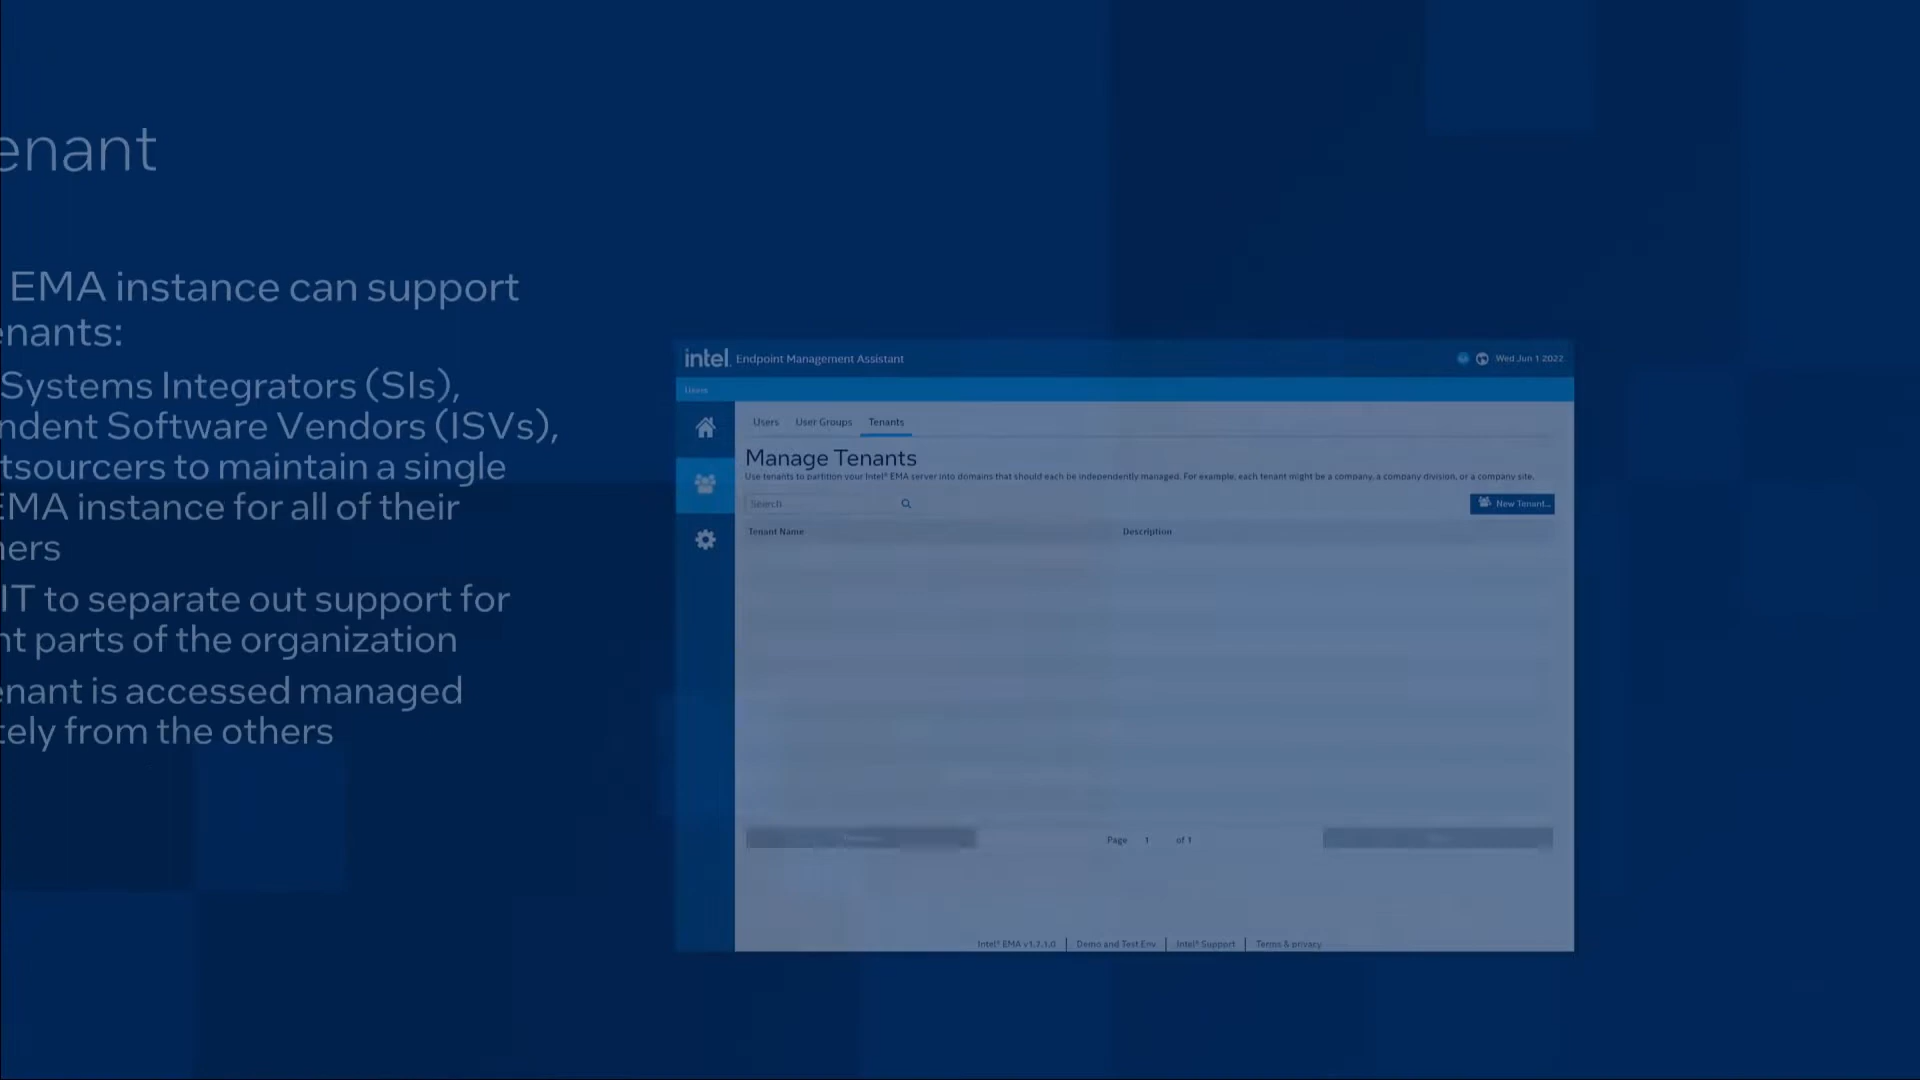 enant
EMA instance can support
enants:
Systems Integrators (SIs),
ndent Software Vendors (ISVs),
tsourcers to maintain a single
EMA instance for all of their
ners
IT to separate out support for
nt parts of the organization
enant is accessed managed
tely from the others
intel. Endpoint Management Assistant
Wed Jun 1 2022
Users
Users User Groups Tenants
Manage Tenants
Use tenants to partition your Intel® EMA server into domains that should each be independently managed. For example, each tenant might be a company, a company division, or a company site.
Search
New Tenant...
Tenant Name Description
Page 1 of 1
Intel® EMA v1.7.1.0 Demo and Test Env Intel® Support Terms & privacy